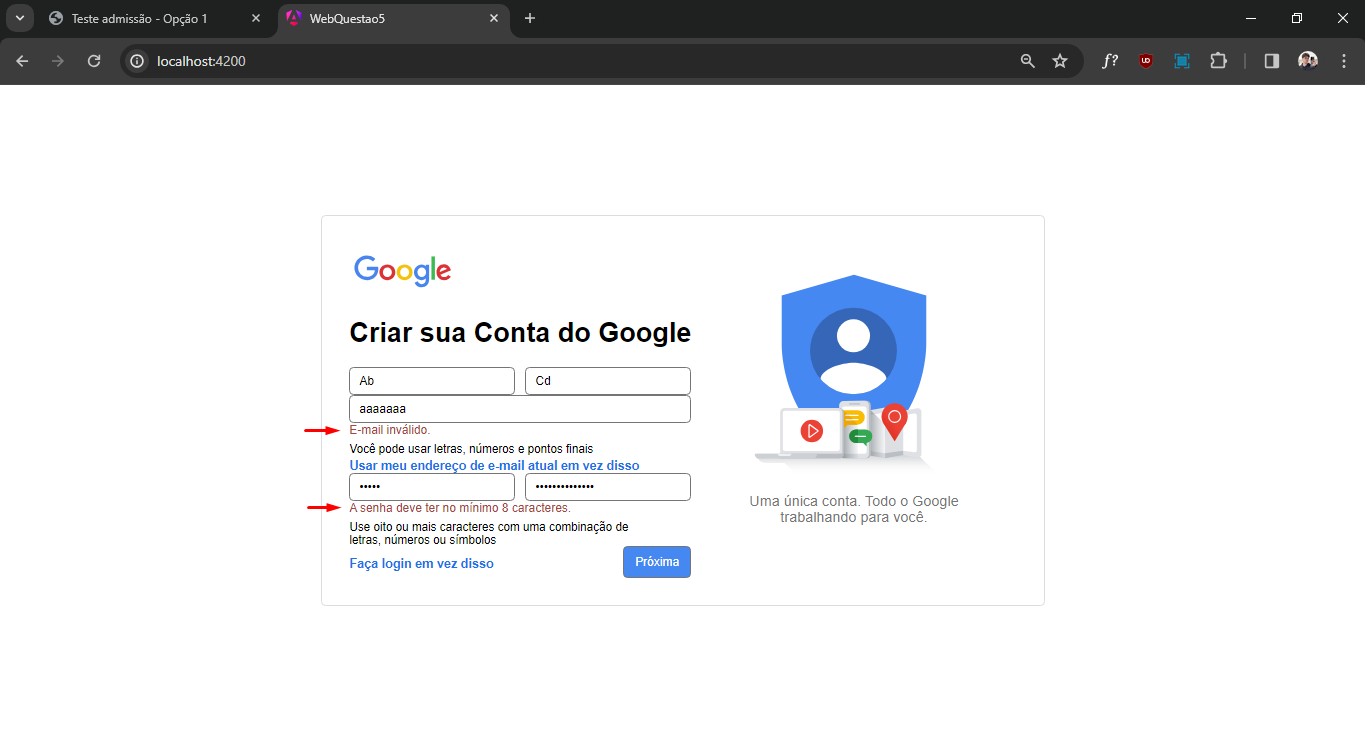 Teste admissão - Opção 1
WebQuestao5
localhost:4200
f?
UD
Google
Criar sua Conta do Google
Ab
Cd
aaaaaaa
E-mail inválido.
Você pode usar letras, números e pontos finais
Usar meu endereço de e-mail atual em vez disso
•••••
••••••••••••••
A senha deve ter no mínimo 8 caracteres.
Use oito ou mais caracteres com uma combinação de
letras, números ou símbolos
Faça login em vez disso
Próxima
Uma única conta. Todo o Google
trabalhando para você.